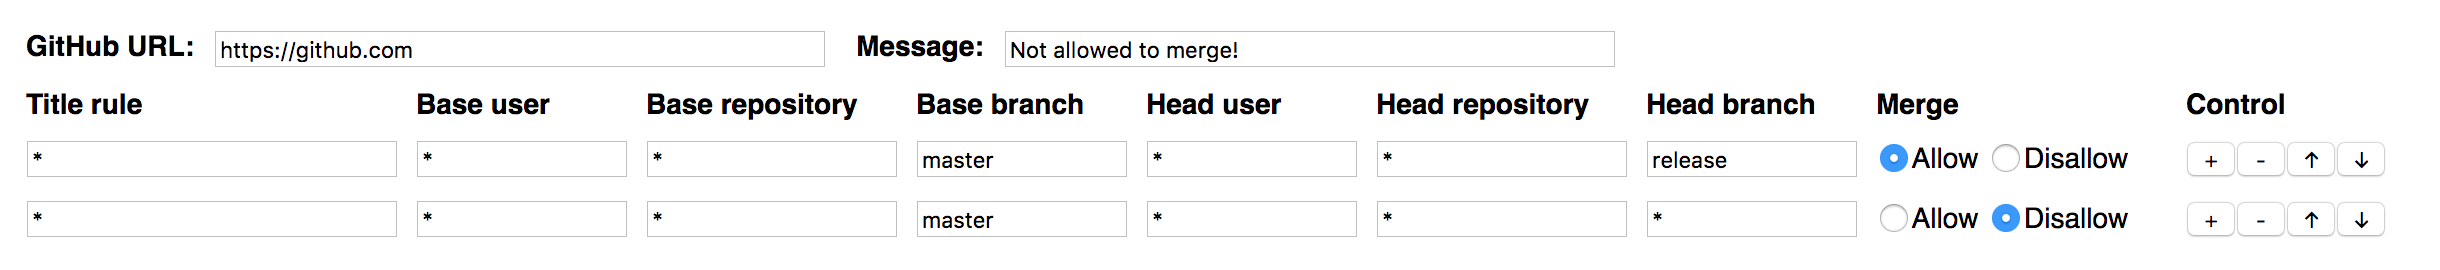 GitHub URL: https://github.com Message: Not allowed to merge!
Title rule Base user Base repository Base branch Head user Head repository Head branch Merge Control
* * * master * * release Allow Disallow + - ↑ ↓
* * * master * * * Allow Disallow + - ↑ ↓